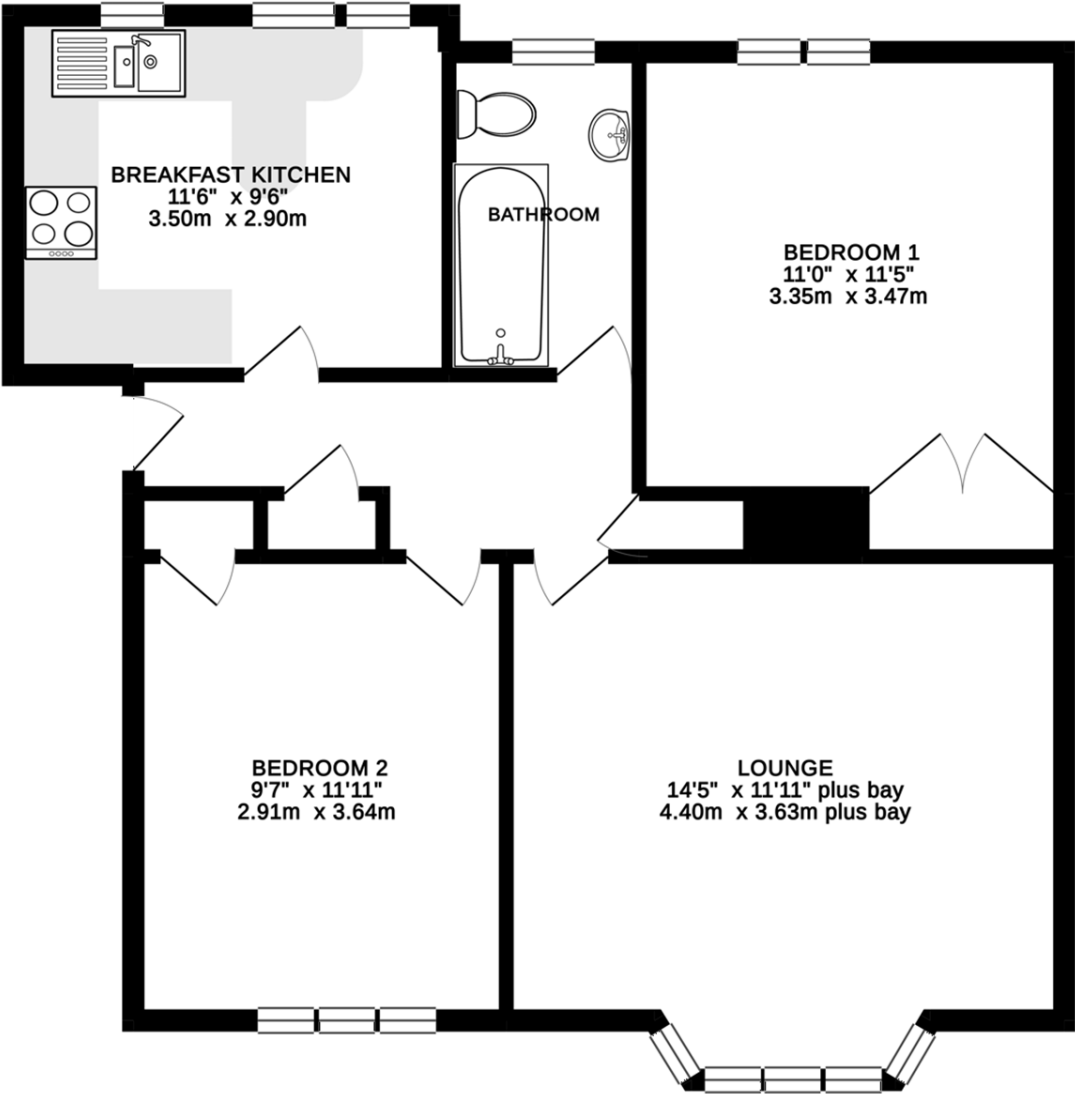 BREAKFAST KITCHEN
11'6" x 9'6"
3.50m x 2.90m
BATHROOM
BEDROOM 1
11'0" x 11'5"
3.35m x 3.47m
BEDROOM 2
9'7" x 11'11"
2.91m x 3.64m
LOUNGE
14'5" x 11'11" plus bay
4.40m x 3.63m plus bay